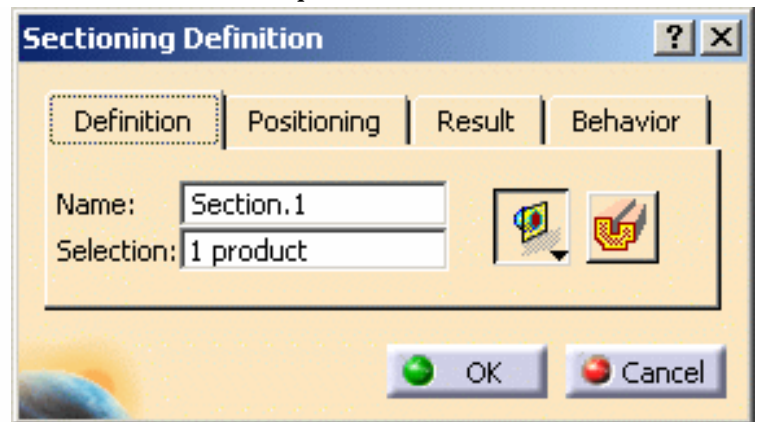 Sectioning Definition ? X
Definition Positioning Result Behavior
Name: Section.1
Selection: 1 product
OK Cancel